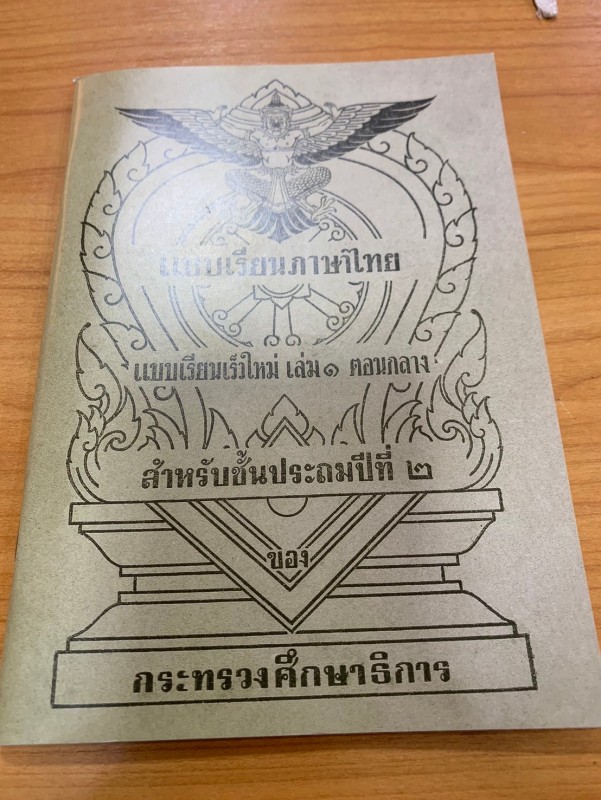 แบบเรียนภาษาไทย
แบบเรียนเร็วใหม่ เล่ม ๑ ตอนกลาง
สำหรับชั้นประถมปีที่ ๒
ของ
กระทรวงศึกษาธิการ